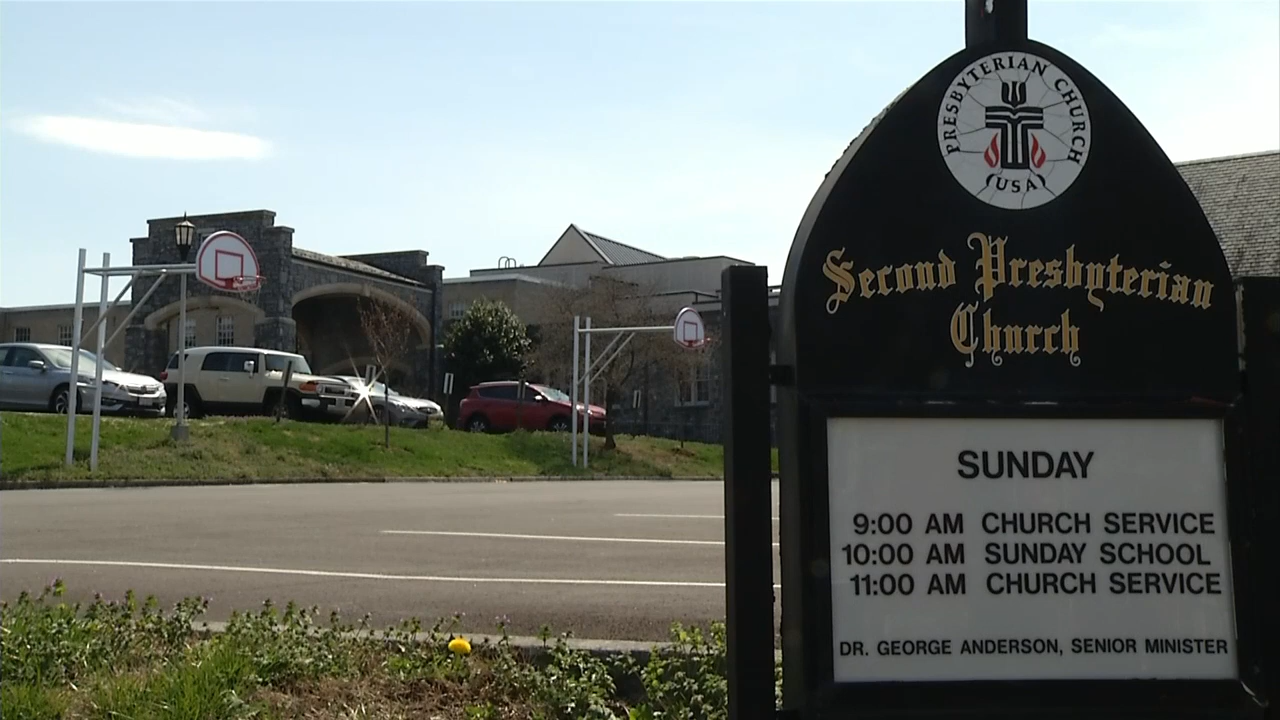 PRESBYTERIAN CHURCH
(USA)
Second Presbyterian
Church
SUNDAY
9:00 AM CHURCH SERVICE
10:00 AM SUNDAY SCHOOL
11:00 AM CHURCH SERVICE
DR. GEORGE ANDERSON, SENIOR MINISTER